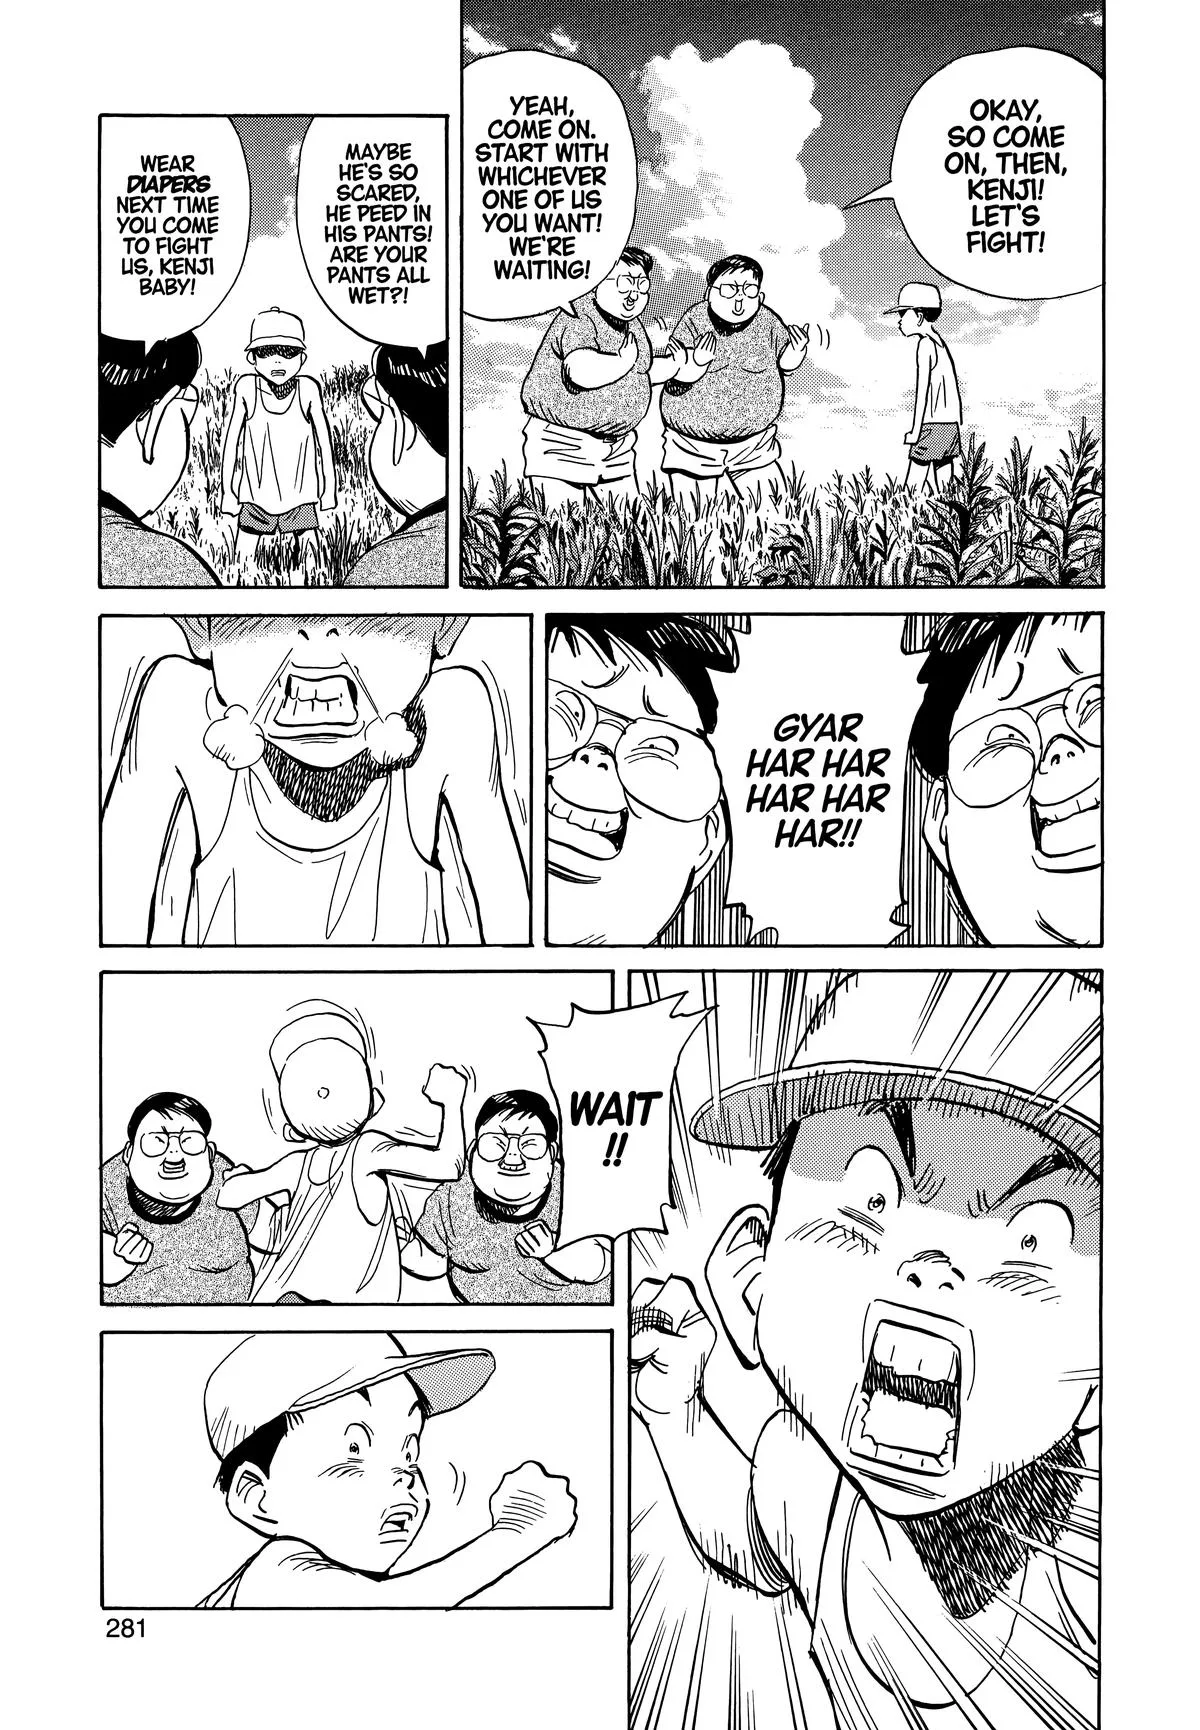 OKAY,
SO COME
ON, THEN,
KENJI!
LET'S
FIGHT!
YEAH,
COME ON.
START WITH
WHICHEVER
ONE OF US
YOU WANT!
WE'RE
WAITING!
MAYBE
HE'S SO
SCARED,
HE PEED IN
HIS PANTS!
ARE YOUR
PANTS ALL
WET?!
WEAR
DIAPERS
NEXT TIME
YOU COME
TO FIGHT
US, KENJI
BABY!
GYAR
HAR HAR
HAR HAR
HAR!!
WAIT
!!
281